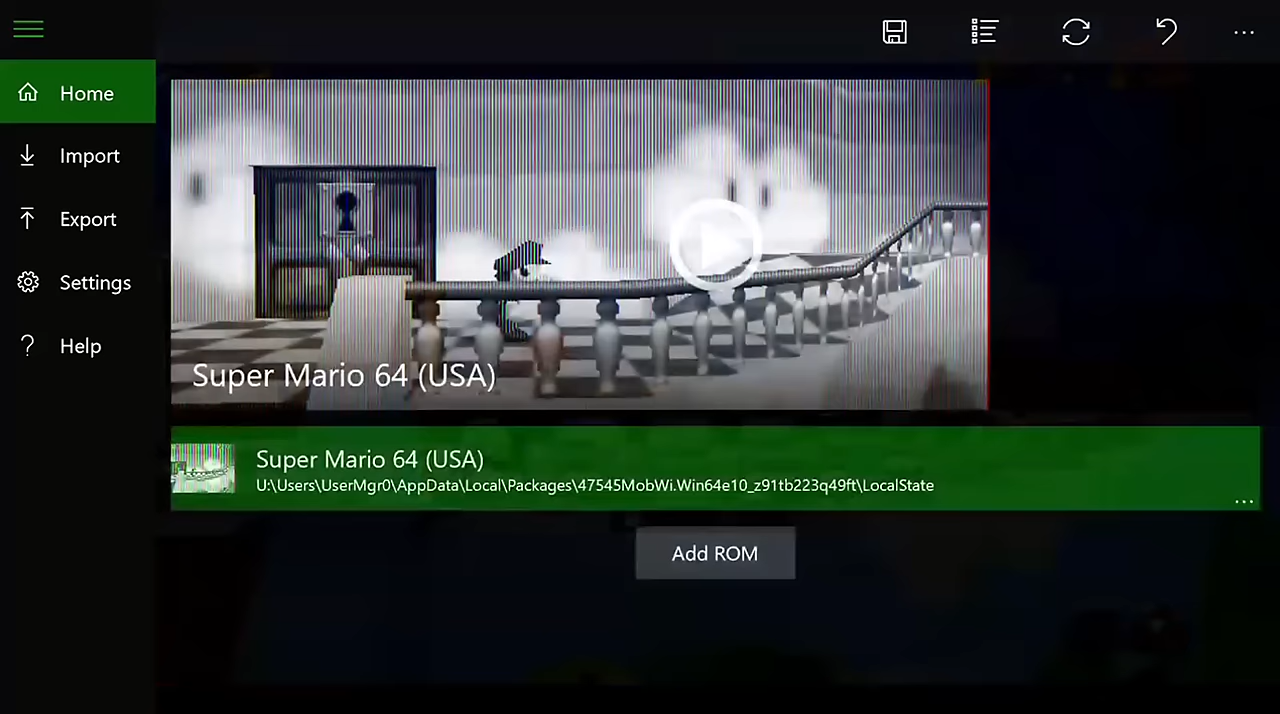 Home
Import
Export
Settings
Help
Super Mario 64 (USA)
Super Mario 64 (USA)
U:\Users\UserMgr0\AppData\Local\Packages\47545MobWi.Win64e10_z91tb223q49ft\LocalState
Add ROM